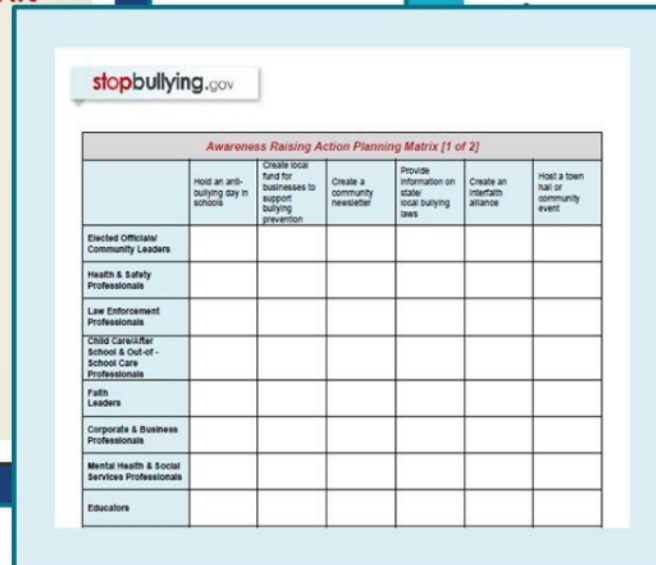 stopbullying.gov
Awareness Raising Action Planning Matrix [1 of 2]
Hold an anti-
bullying day in
schools
Create local
fund for
businesses to
support
bullying
prevention
Create a
community
newsletter
Provide
information on
state/
local bullying
laws
Create an
interfaith
alliance
Host a town
hall or
community
event
Elected Officials/
Community Leaders
Health & Safety
Professionals
Law Enforcement
Professionals
Child Care/After
School & Out-of -
School Care
Professionals
Faith
Leaders
Corporate & Business
Professionals
Mental Health & Social
Services Professionals
Educators